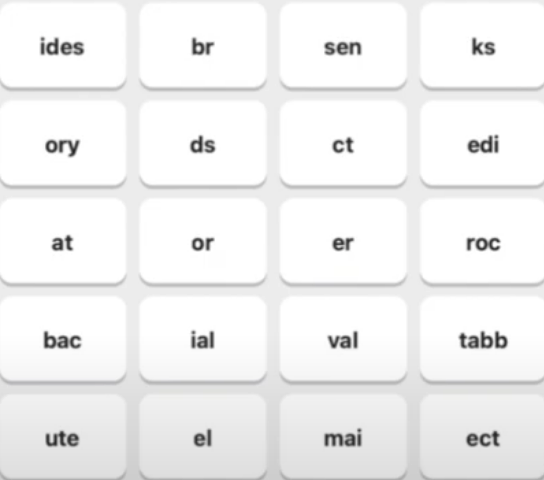 ides br sen ks
ory ds ct edi
at or er roc
bac ial val tabb
ute el mai ect